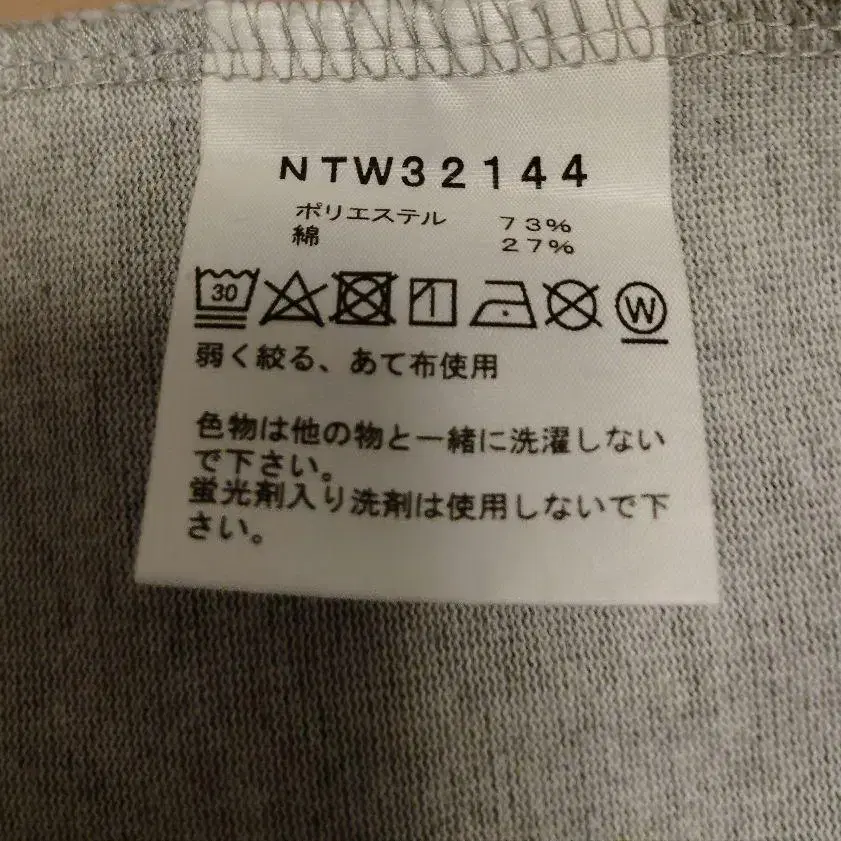 NTW32144
ポリエステル 73%
綿 27%
30
W
弱く絞る、あて布使用
色物は他の物と一緒に洗濯しない
で下さい。
蛍光剤入り洗剤は使用しないで下
さい。